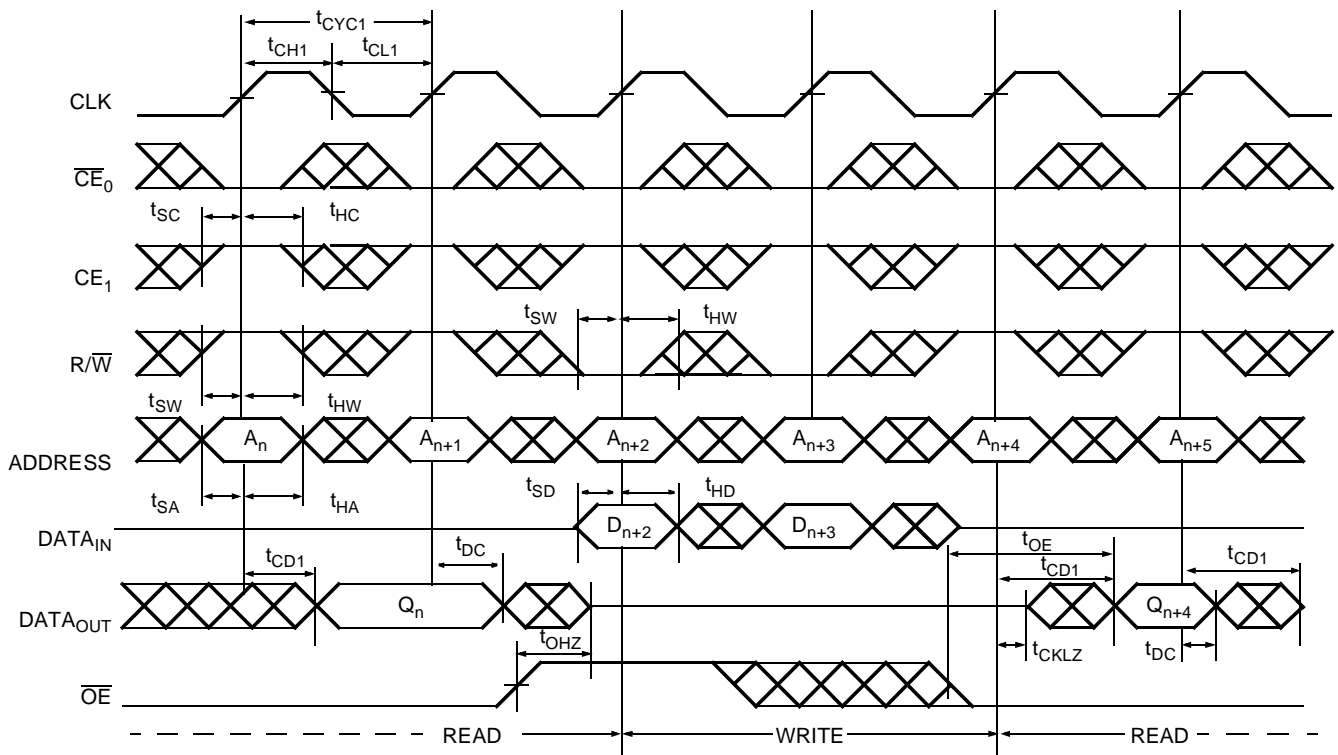 tCYC1
tCH1 tCL1
CLK
CE0
tSC tHC
CE1
tSW tHW
R/W
tSW tHW
An An+1 An+2 An+3 An+4 An+5
ADDRESS
tSA tHA tSD tHD
DATAIN Dn+2 Dn+3
tOE
tCD1 tDC tCD1 tCD1
DATAOUT Qn Qn+4
tOHZ tCKLZ tDC
OE
READ WRITE READ